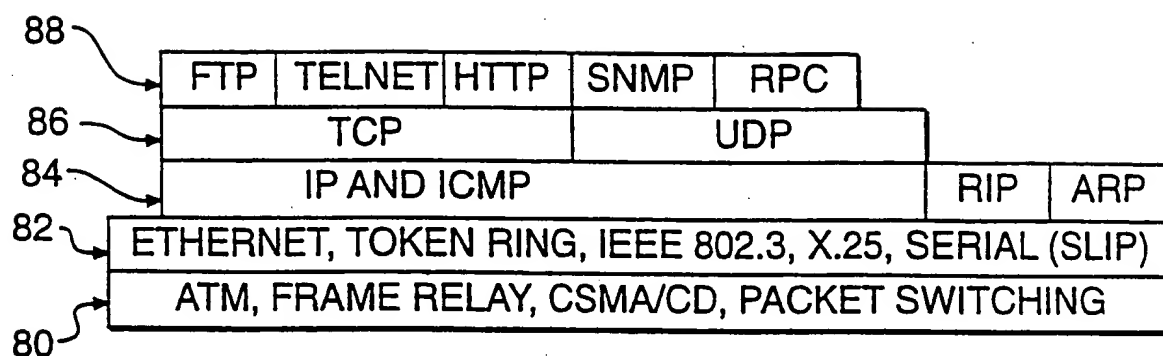 88 FTP TELNET HTTP SNMP RPC
86 TCP UDP
84 IP AND ICMP RIP ARP
82 ETHERNET, TOKEN RING, IEEE 802.3, X.25, SERIAL (SLIP)
80 ATM, FRAME RELAY, CSMA/CD, PACKET SWITCHING